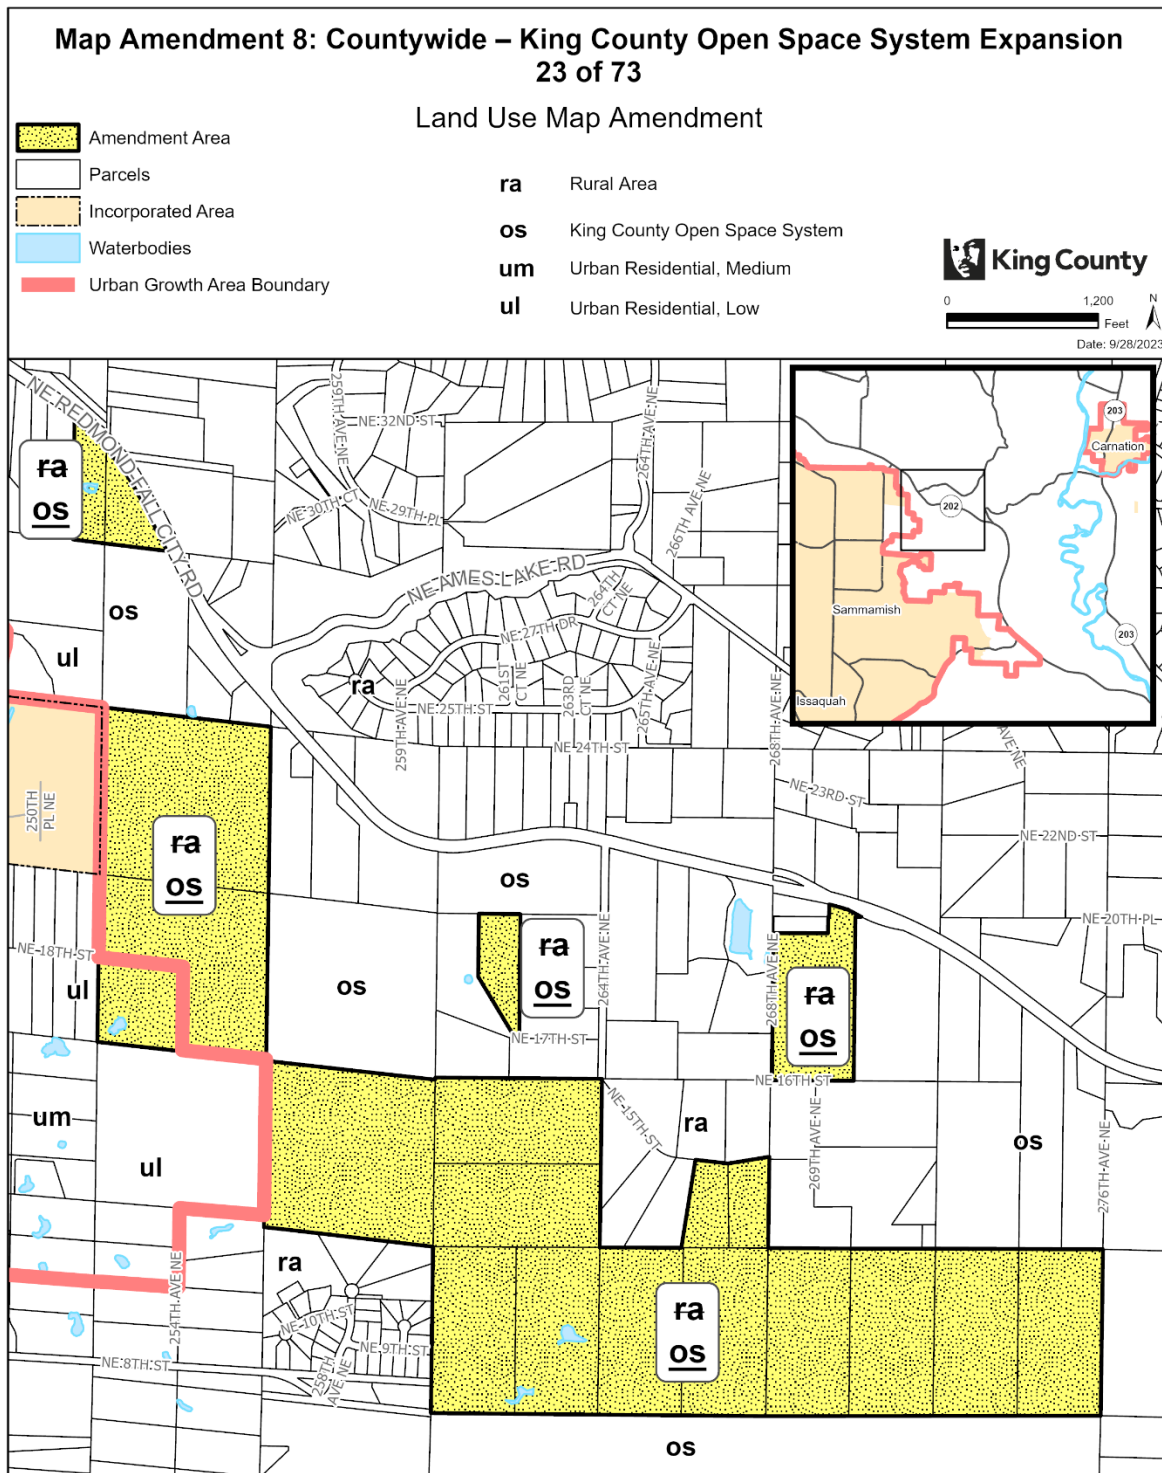 Map Amendment 8: Countywide – King County Open Space System Expansion
23 of 73
Land Use Map Amendment
Amendment Area
Parcels
Incorporated Area
Waterbodies
Urban Growth Area Boundary
ra Rural Area
os King County Open Space System
um Urban Residential, Medium
ul Urban Residential, Low
King County
0 1,200
Feet
N
Date: 9/28/2023
NE REDMOND-FALL CITY RD
259TH AVE NE
NE 32ND ST
264TH AVE NE
266TH AVE NE
NE 30TH CT
NE 29TH PL
NE AMES LAKE RD
264TH CT NE
NE 27TH DR
261ST CT NE
263RD CT NE
265TH AVE NE
259TH AVE NE
NE 25TH ST
NE 24TH ST
268TH AVE NE
AVE NE
NE 23RD ST
NE 22ND ST
NE 20TH PL
203
Carnation
202
Sammamish
203
Issaquah
ra
os
os
ul
ra
250TH PL NE
ra
os
os
os
ra
os
264TH AVE NE
268TH AVE NE
ra
os
NE 18TH ST
ul
NE 17TH ST
NE 16TH ST
NE 15TH ST
ra
269TH AVE NE
os
276TH AVE NE
um
ul
254TH AVE NE
ra
NE 10TH ST
NE 9TH ST
258TH AVE NE
NE 8TH ST
ra
os
os